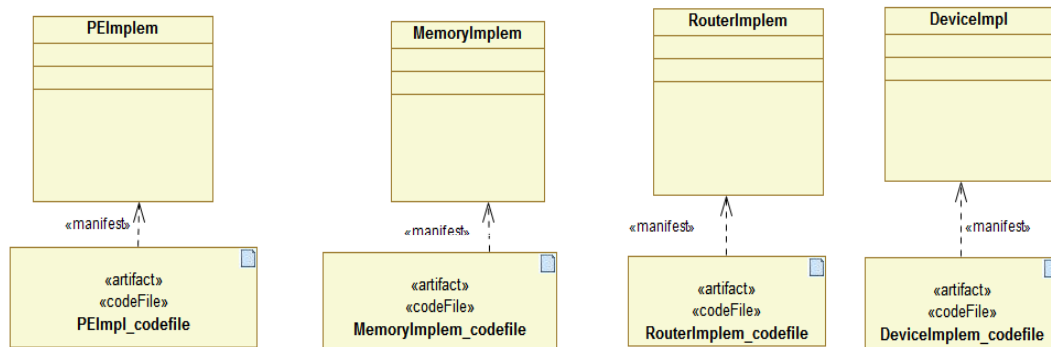 PEImplem
MemoryImplem
RouterImplem
DeviceImpl
«manifest»
«manifest»
«manifest»
«manifest»
«artifact»
«codeFile»
PEImpl_codefile
«artifact»
«codeFile»
MemoryImplem_codefile
«artifact»
«codeFile»
RouterImplem_codefile
«artifact»
«codeFile»
DeviceImplem_codefile